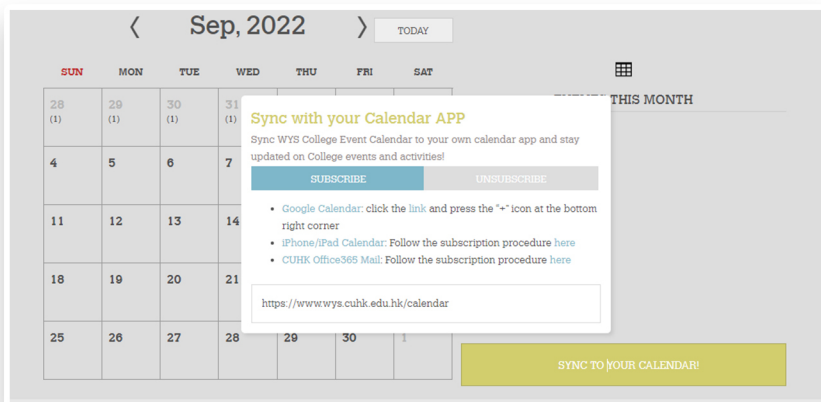 Sep, 2022
TODAY
SUN MON TUE WED THU FRI SAT
28 29 30 31
(1) (1) (1) (1)
4 5 6 7
11 12 13 14
18 19 20 21
25 26 27 28 29 30 1
THIS MONTH
Sync with your Calendar APP
Sync WYS College Event Calendar to your own calendar app and stay
updated on College events and activities!
SUBSCRIBE UNSUBSCRIBE
• Google Calendar: click the link and press the "+" icon at the bottom
right corner
• iPhone/iPad Calendar: Follow the subscription procedure here
• CUHK Office365 Mail: Follow the subscription procedure here
https://www.wys.cuhk.edu.hk/calendar
SYNC TO YOUR CALENDAR!